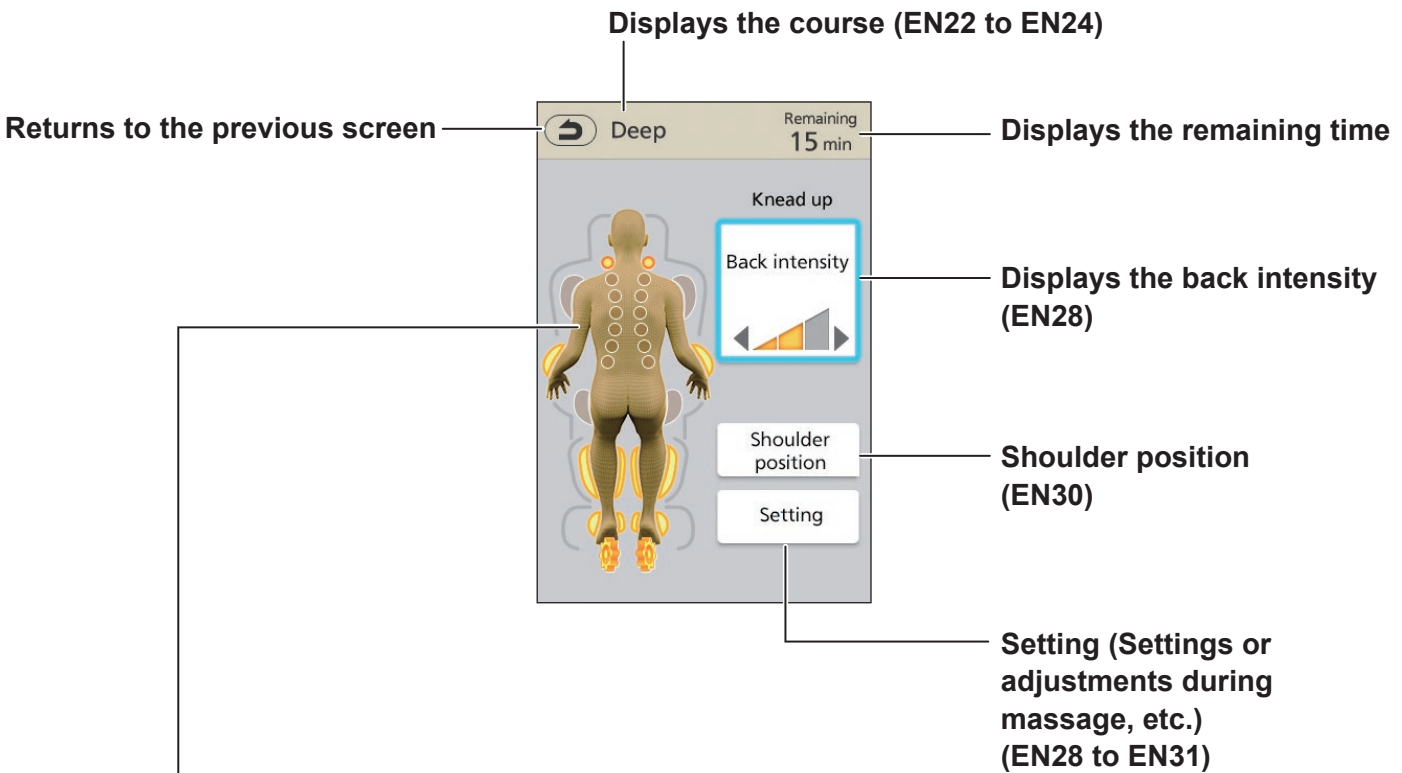 Displays the course (EN22 to EN24)
Returns to the previous screen
Deep
Remaining
15 min
Displays the remaining time
Knead up
Back intensity
Displays the back intensity
(EN28)
Shoulder
position
Shoulder position
(EN30)
Setting
Setting (Settings or
adjustments during
massage, etc.)
(EN28 to EN31)